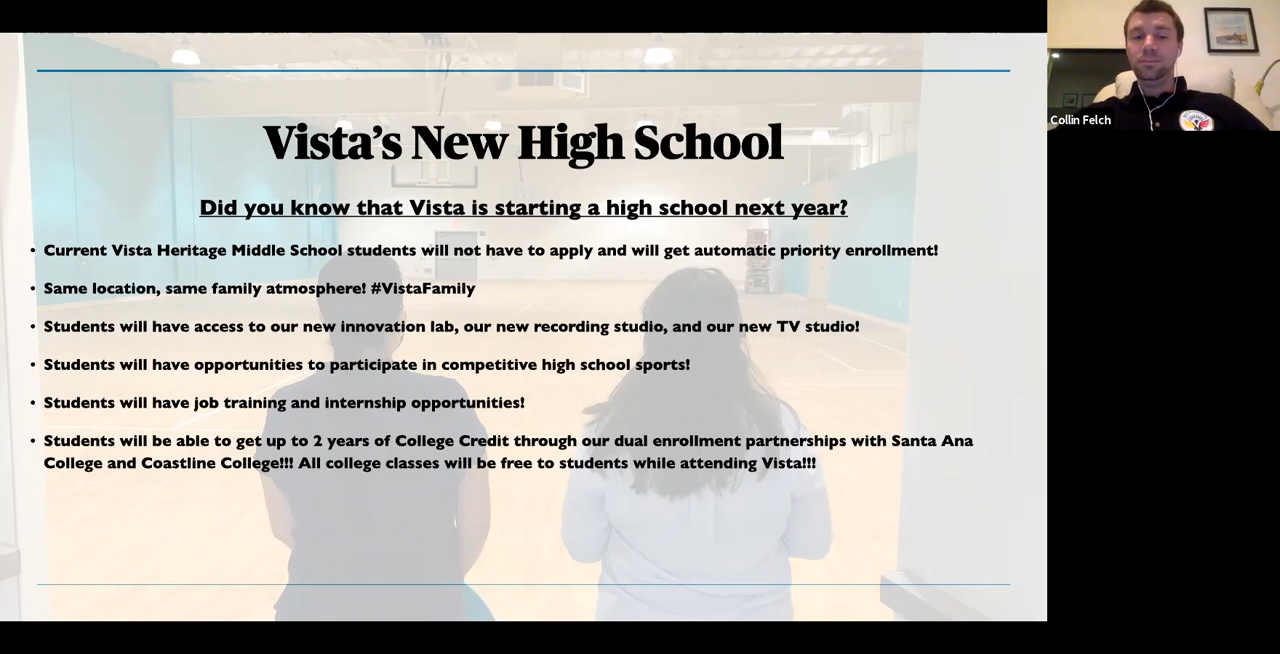 Vista's New High School
Did you know that Vista is starting a high school next year?
• Current Vista Heritage Middle School students will not have to apply and will get automatic priority enrollment!
• Same location, same family atmosphere! #VistaFamily
• Students will have access to our new innovation lab, our new recording studio, and our new TV studio!
• Students will have opportunities to participate in competitive high school sports!
• Students will have job training and internship opportunities!
• Students will be able to get up to 2 years of College Credit through our dual enrollment partnerships with Santa Ana
College and Coastline College!!! All college classes will be free to students while attending Vista!!!
Collin Felch